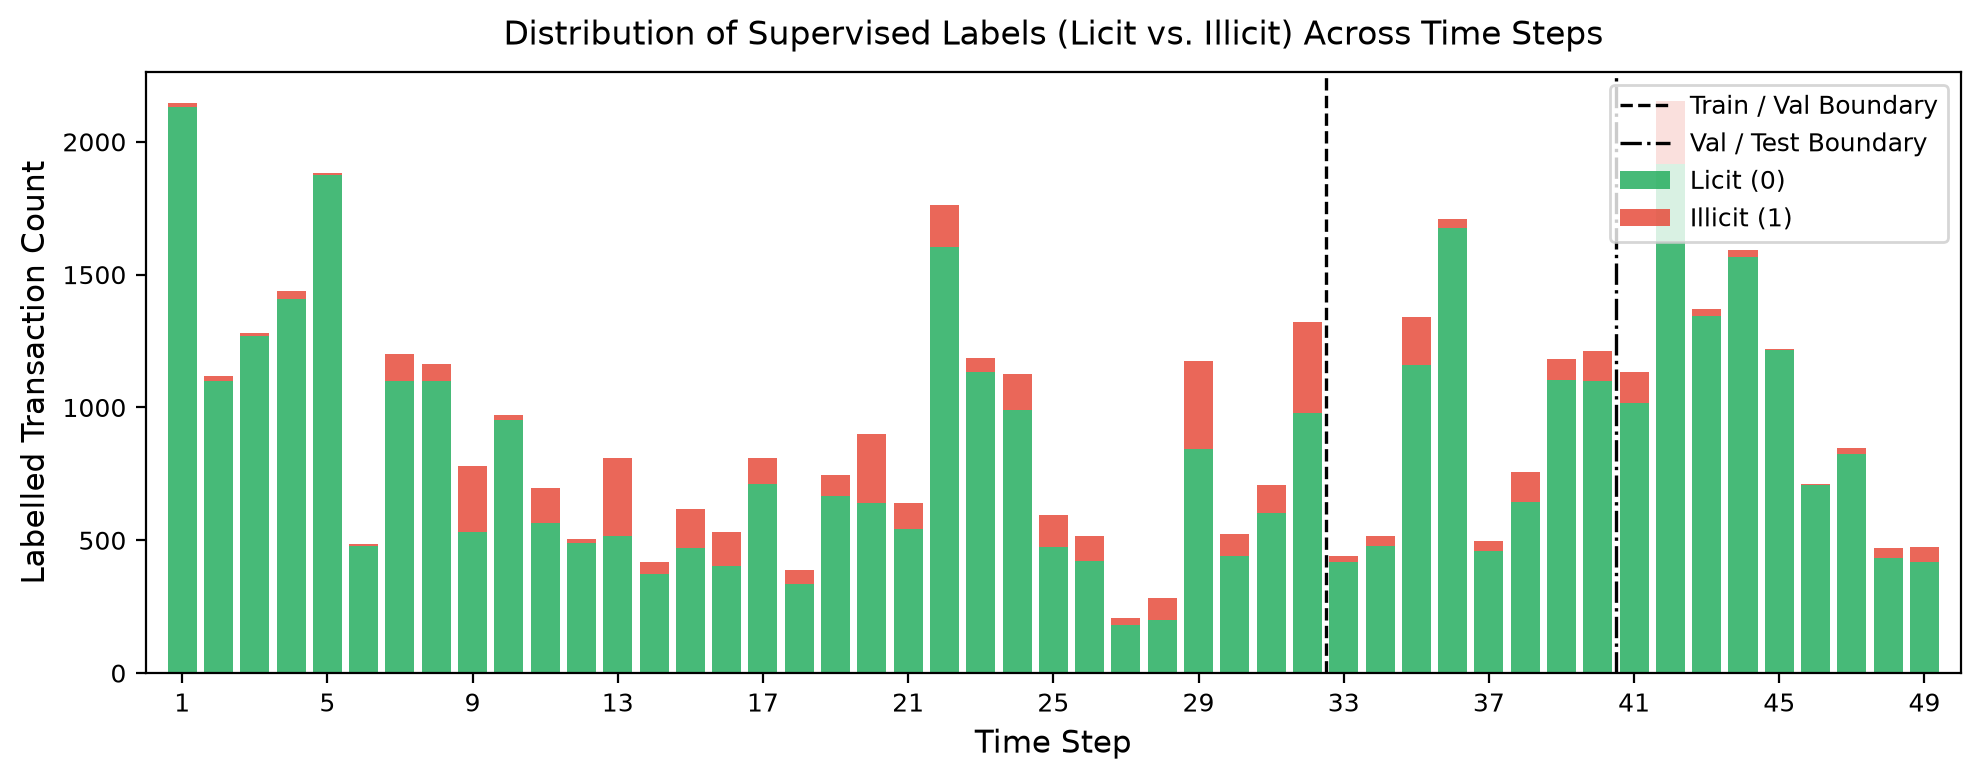 Distribution of Supervised Labels (Licit vs. Illicit) Across Time Steps
Labelled Transaction Count
2000
1500
1000
500
0
Train / Val Boundary
Val / Test Boundary
Licit (0)
Illicit (1)
1 5 9 13 17 21 25 29 33 37 41 45 49
Time Step